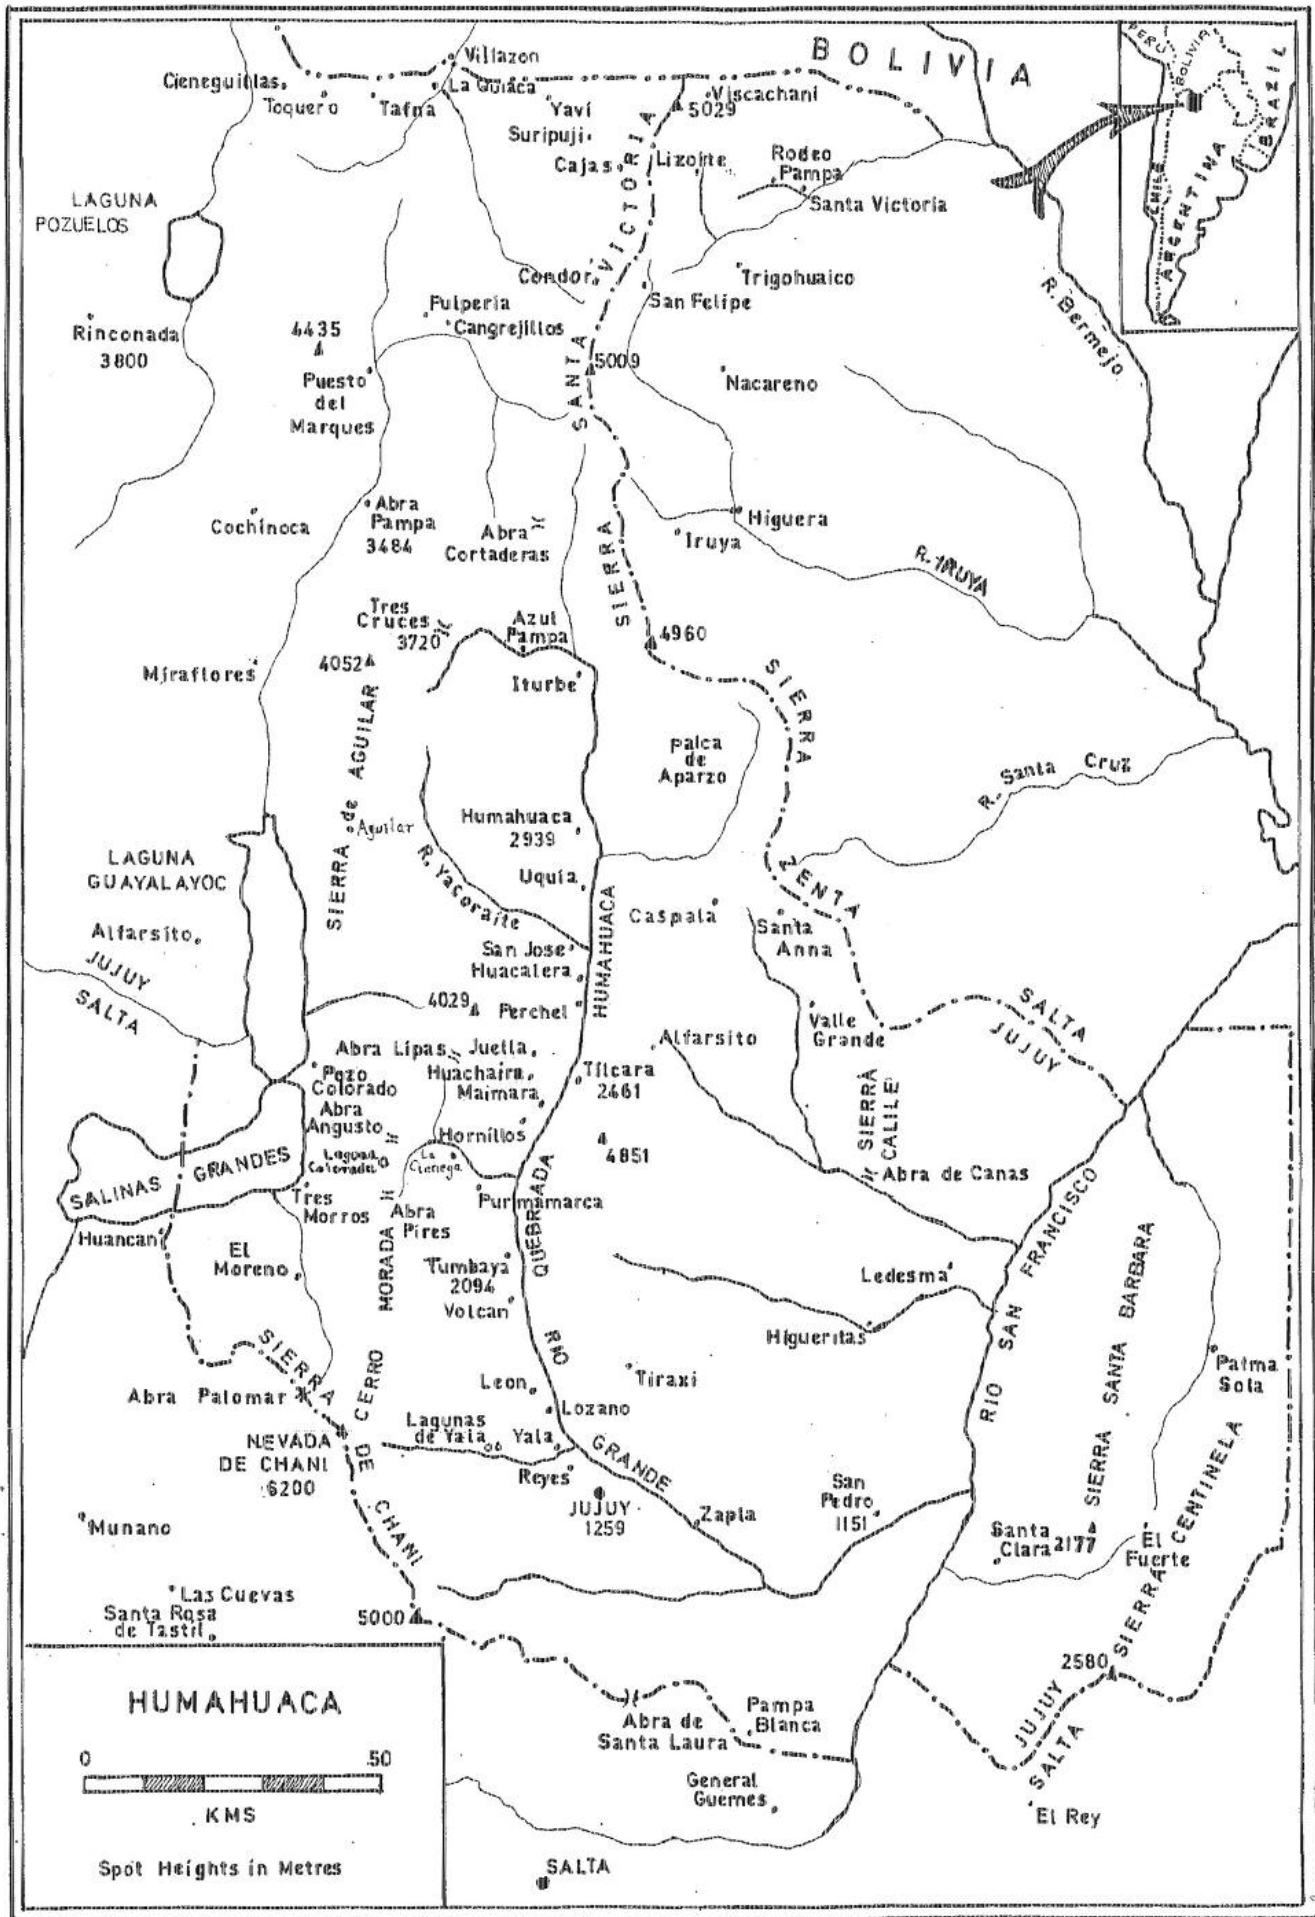 BOLIVIA
PERU
BOLIVIA
BRAZIL
CHILE
ARGENTINA
Villazon
Cieneguillas
La Quiaca
Toquero
Tafna
Yavi
Viscachani
5029
Suripuji
Cajas
Lizoite
Rodeo
Pampa
Santa Victoria
LAGUNA
POZUELOS
SANTA VICTORIA
Condor
Trigohuaico
San Felipe
R. Bermejo
Rinconada
3800
4435
Pulperia
Cangrejillos
5009
Puesto
del
Marques
Nacareno
Abra
Pampa
3484
Cochinoca
Abra
Cortaderas
Higuera
Iruya
R. IRUYA
SIERRA
Tres
Cruces
3720
Azul
Pampa
4960
Miraflores
4052
Iturbe
SIERRA
Palca
de
Aparzo
SIERRA de AGUILAR
Aguilar
R. Santa Cruz
Humahuaca
2939
R. Yacoraite
LAGUNA
GUAYALAYOC
Uquia
ZENTA
HUMAHUACA
Caspala
Santa
Anna
Alfarsito
JUJUY
SALTA
San Jose
Huacalera
4029
Perchel
Valle
Grande
SALTA
JUJUY
Abra Lipas
Juella
Alfarsito
Pozo
Colorado
Huachaira
Maimara
Tilcara
2461
SIERRA
CALILE
Abra
Angusto
Hornillos
4851
Laguna
Colorada
La
Cienega
SALINAS GRANDES
Abra de Canas
Tres
Morros
Purmamarca
Abra
Pires
QUEBRADA
Huancan
El
Moreno
MORADA
Tumbaya
2094
Volcan
Ledesma
RIO SAN FRANCISCO
SIERRA SANTA BARBARA
Higueritas
RIO
SIERRA
Tiraxi
Palma
Sola
Abra Palomar
Leon
CERRO
Lozano
Lagunas
de Yala
Yala
NEVADA
DE CHANI
6200
DE
GRANDE
Reyes
San
Pedro
1151
JUJUY
1259
Zapla
CHANI
Munano
Santa
Clara
2177
El
Fuerte
SIERRA CENTINELA
Las Cuevas
Santa Rosa
de Tastil
5000
2580
HUMAHUACA
0 50
KMS
Spot Heights in Metres
Abra de
Santa Laura
Pampa
Blanca
JUJUY
SALTA
General
Guemes
El Rey
SALTA